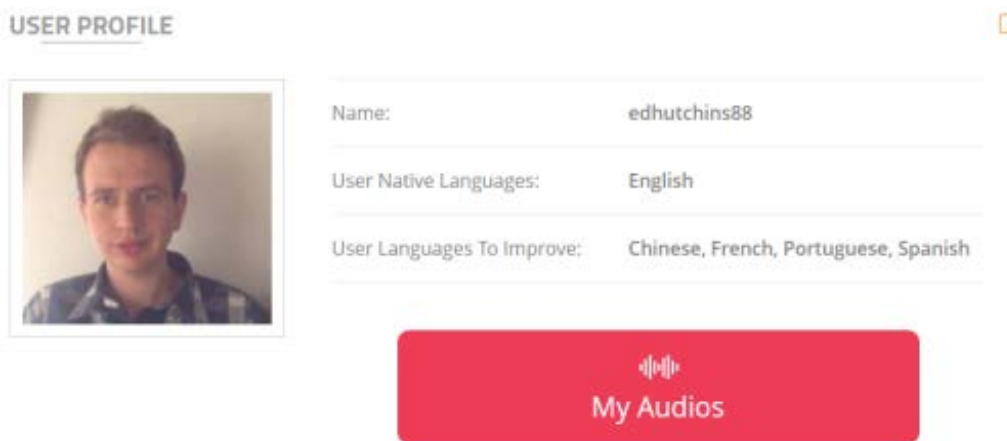 USER PROFILE
Name: edhutchins88
User Native Languages: English
User Languages To Improve: Chinese, French, Portuguese, Spanish
My Audios